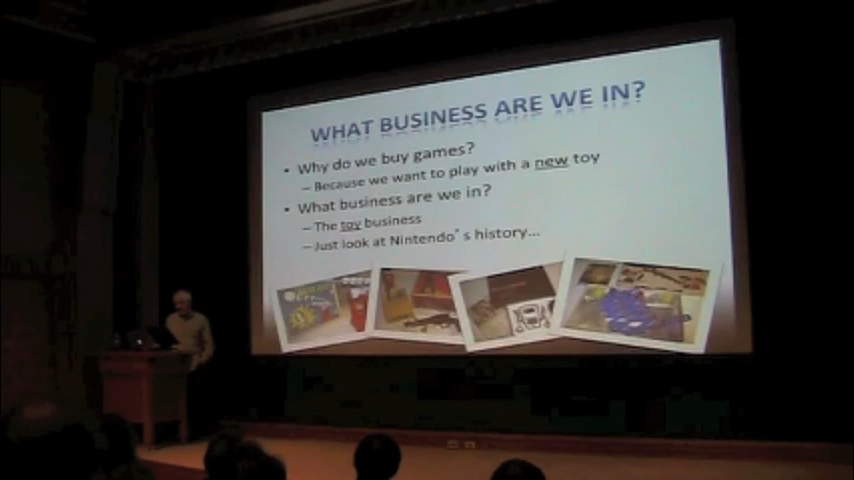 WHAT BUSINESS ARE WE IN?
• Why do we buy games?
– Because we want to play with a new toy
• What business are we in?
– The toy business
– Just look at Nintendo's history...